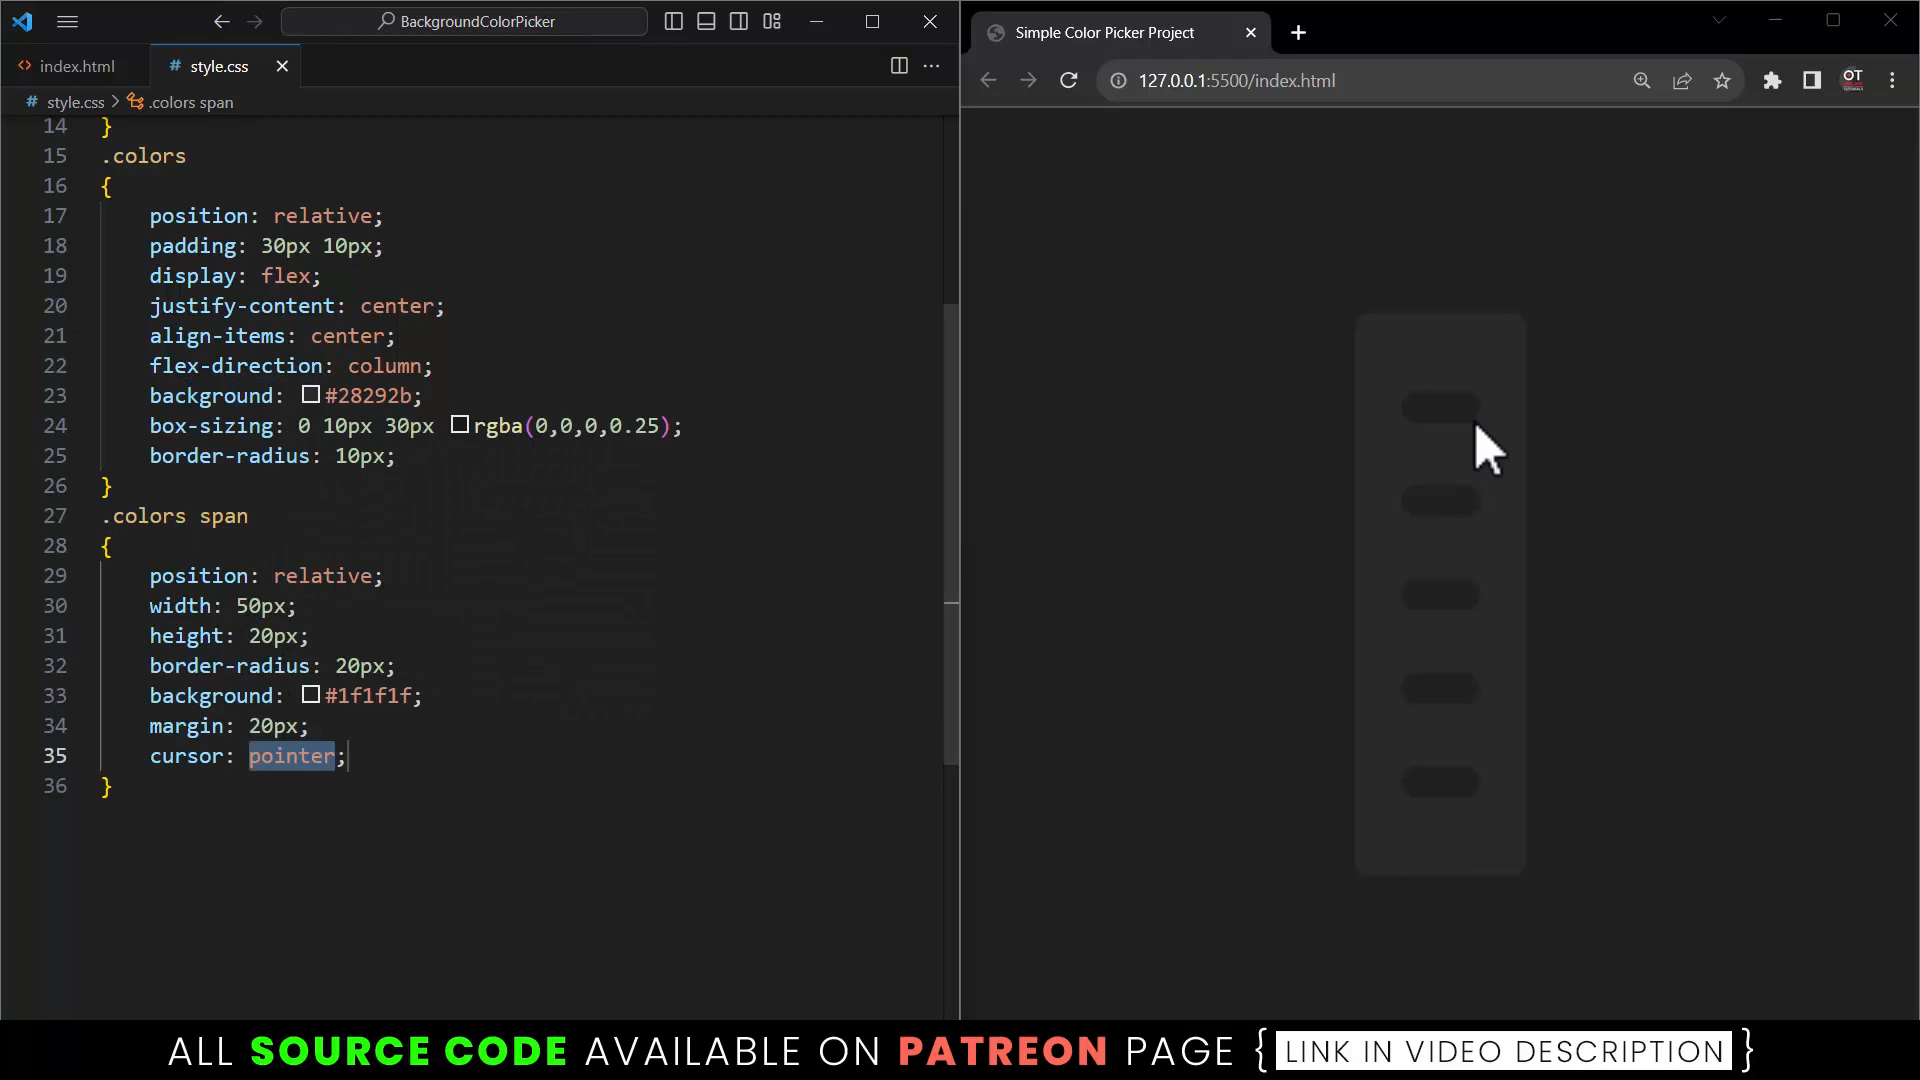 BackgroundColorPicker
index.html
# style.css
# style.css > .colors span
14 }
15 .colors
16 {
17 position: relative;
18 padding: 30px 10px;
19 display: flex;
20 justify-content: center;
21 align-items: center;
22 flex-direction: column;
23 background: #28292b;
24 box-sizing: 0 10px 30px rgba(0,0,0,0.25);
25 border-radius: 10px;
26 }
27 .colors span
28 {
29 position: relative;
30 width: 50px;
31 height: 20px;
32 border-radius: 20px;
33 background: #1f1f1f;
34 margin: 20px;
35 cursor: pointer;
36 }
Simple Color Picker Project
127.0.0.1:5500/index.html
OT
ALL SOURCE CODE AVAILABLE ON PATREON PAGE { LINK IN VIDEO DESCRIPTION }